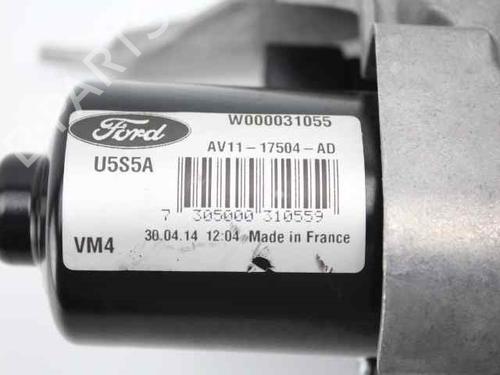 Ford
W000031055
U5S5A
AV11-17504-AD
7 305000 310559
VM4
30.04.14 12:04 Made in France